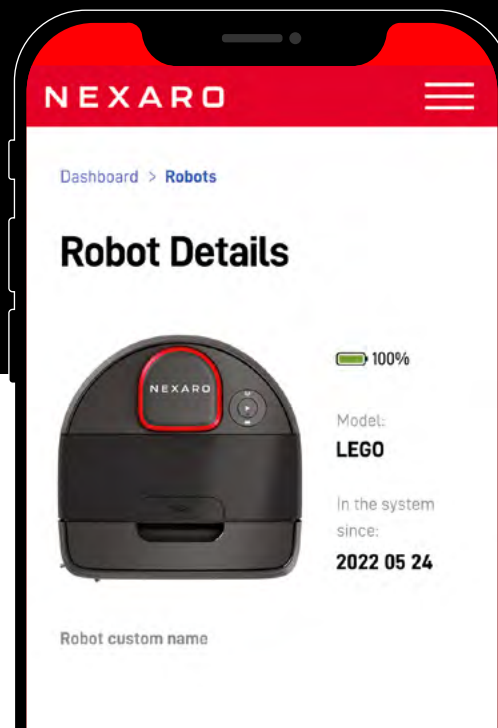 NEXARO
Dashboard > Robots
Robot Details
NEXARO
100%
Model:
LEGO
In the system
since:
2022 05 24
Robot custom name